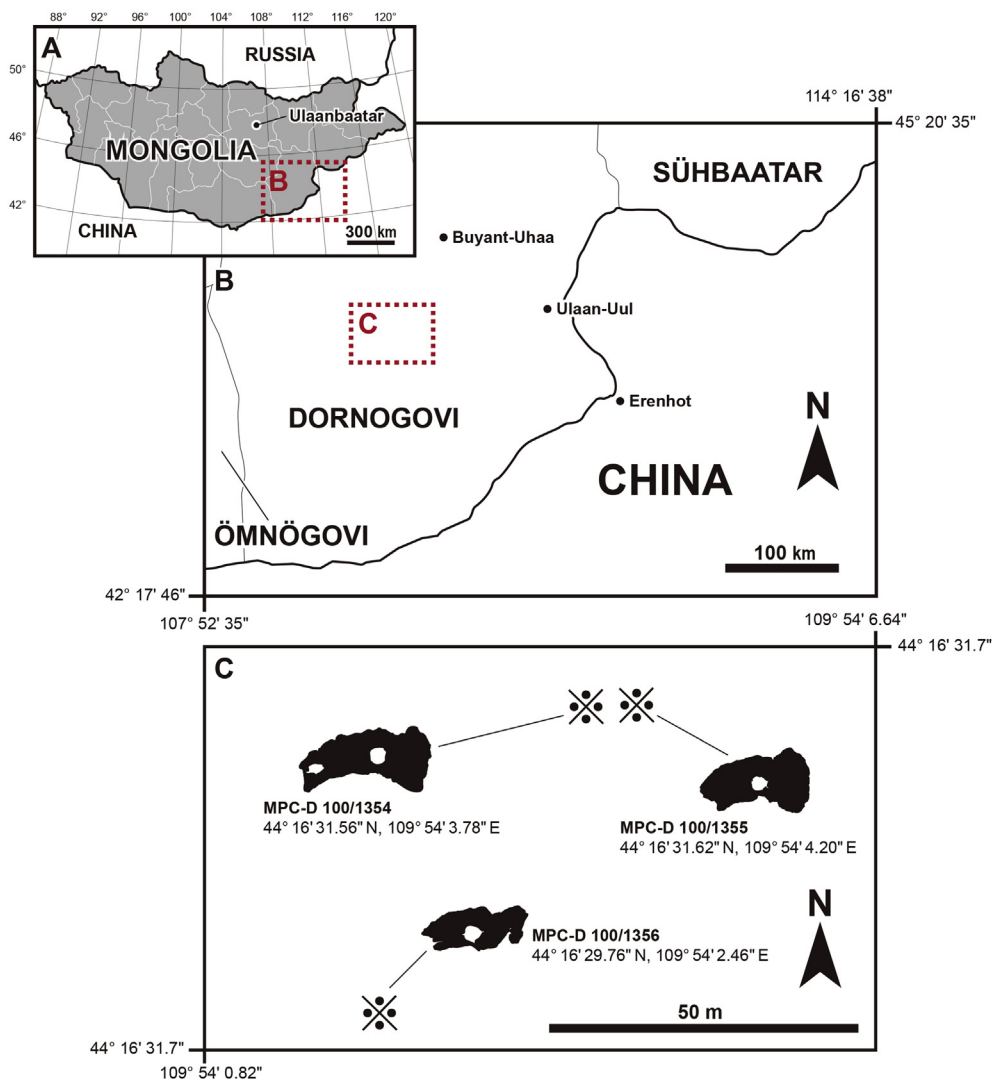 88° 92° 96° 100° 104° 108° 112° 116° 120°
A
RUSSIA
50°
Ulaanbaatar
46°
MONGOLIA
B
42°
CHINA
300 km
114° 16' 38"
45° 20' 35"
SÜHBAATAR
Buyant-Uhaa
B
C
Ulaan-Uul
Erenhot
DORNOGOVI
N
CHINA
ÖMNÖGOVI
100 km
42° 17' 46"
107° 52' 35"
109° 54' 6.64"
44° 16' 31.7"
C
MPC-D 100/1354
44° 16' 31.56" N, 109° 54' 3.78" E
MPC-D 100/1355
44° 16' 31.62" N, 109° 54' 4.20" E
N
MPC-D 100/1356
44° 16' 29.76" N, 109° 54' 2.46" E
50 m
44° 16' 31.7"
109° 54' 0.82"